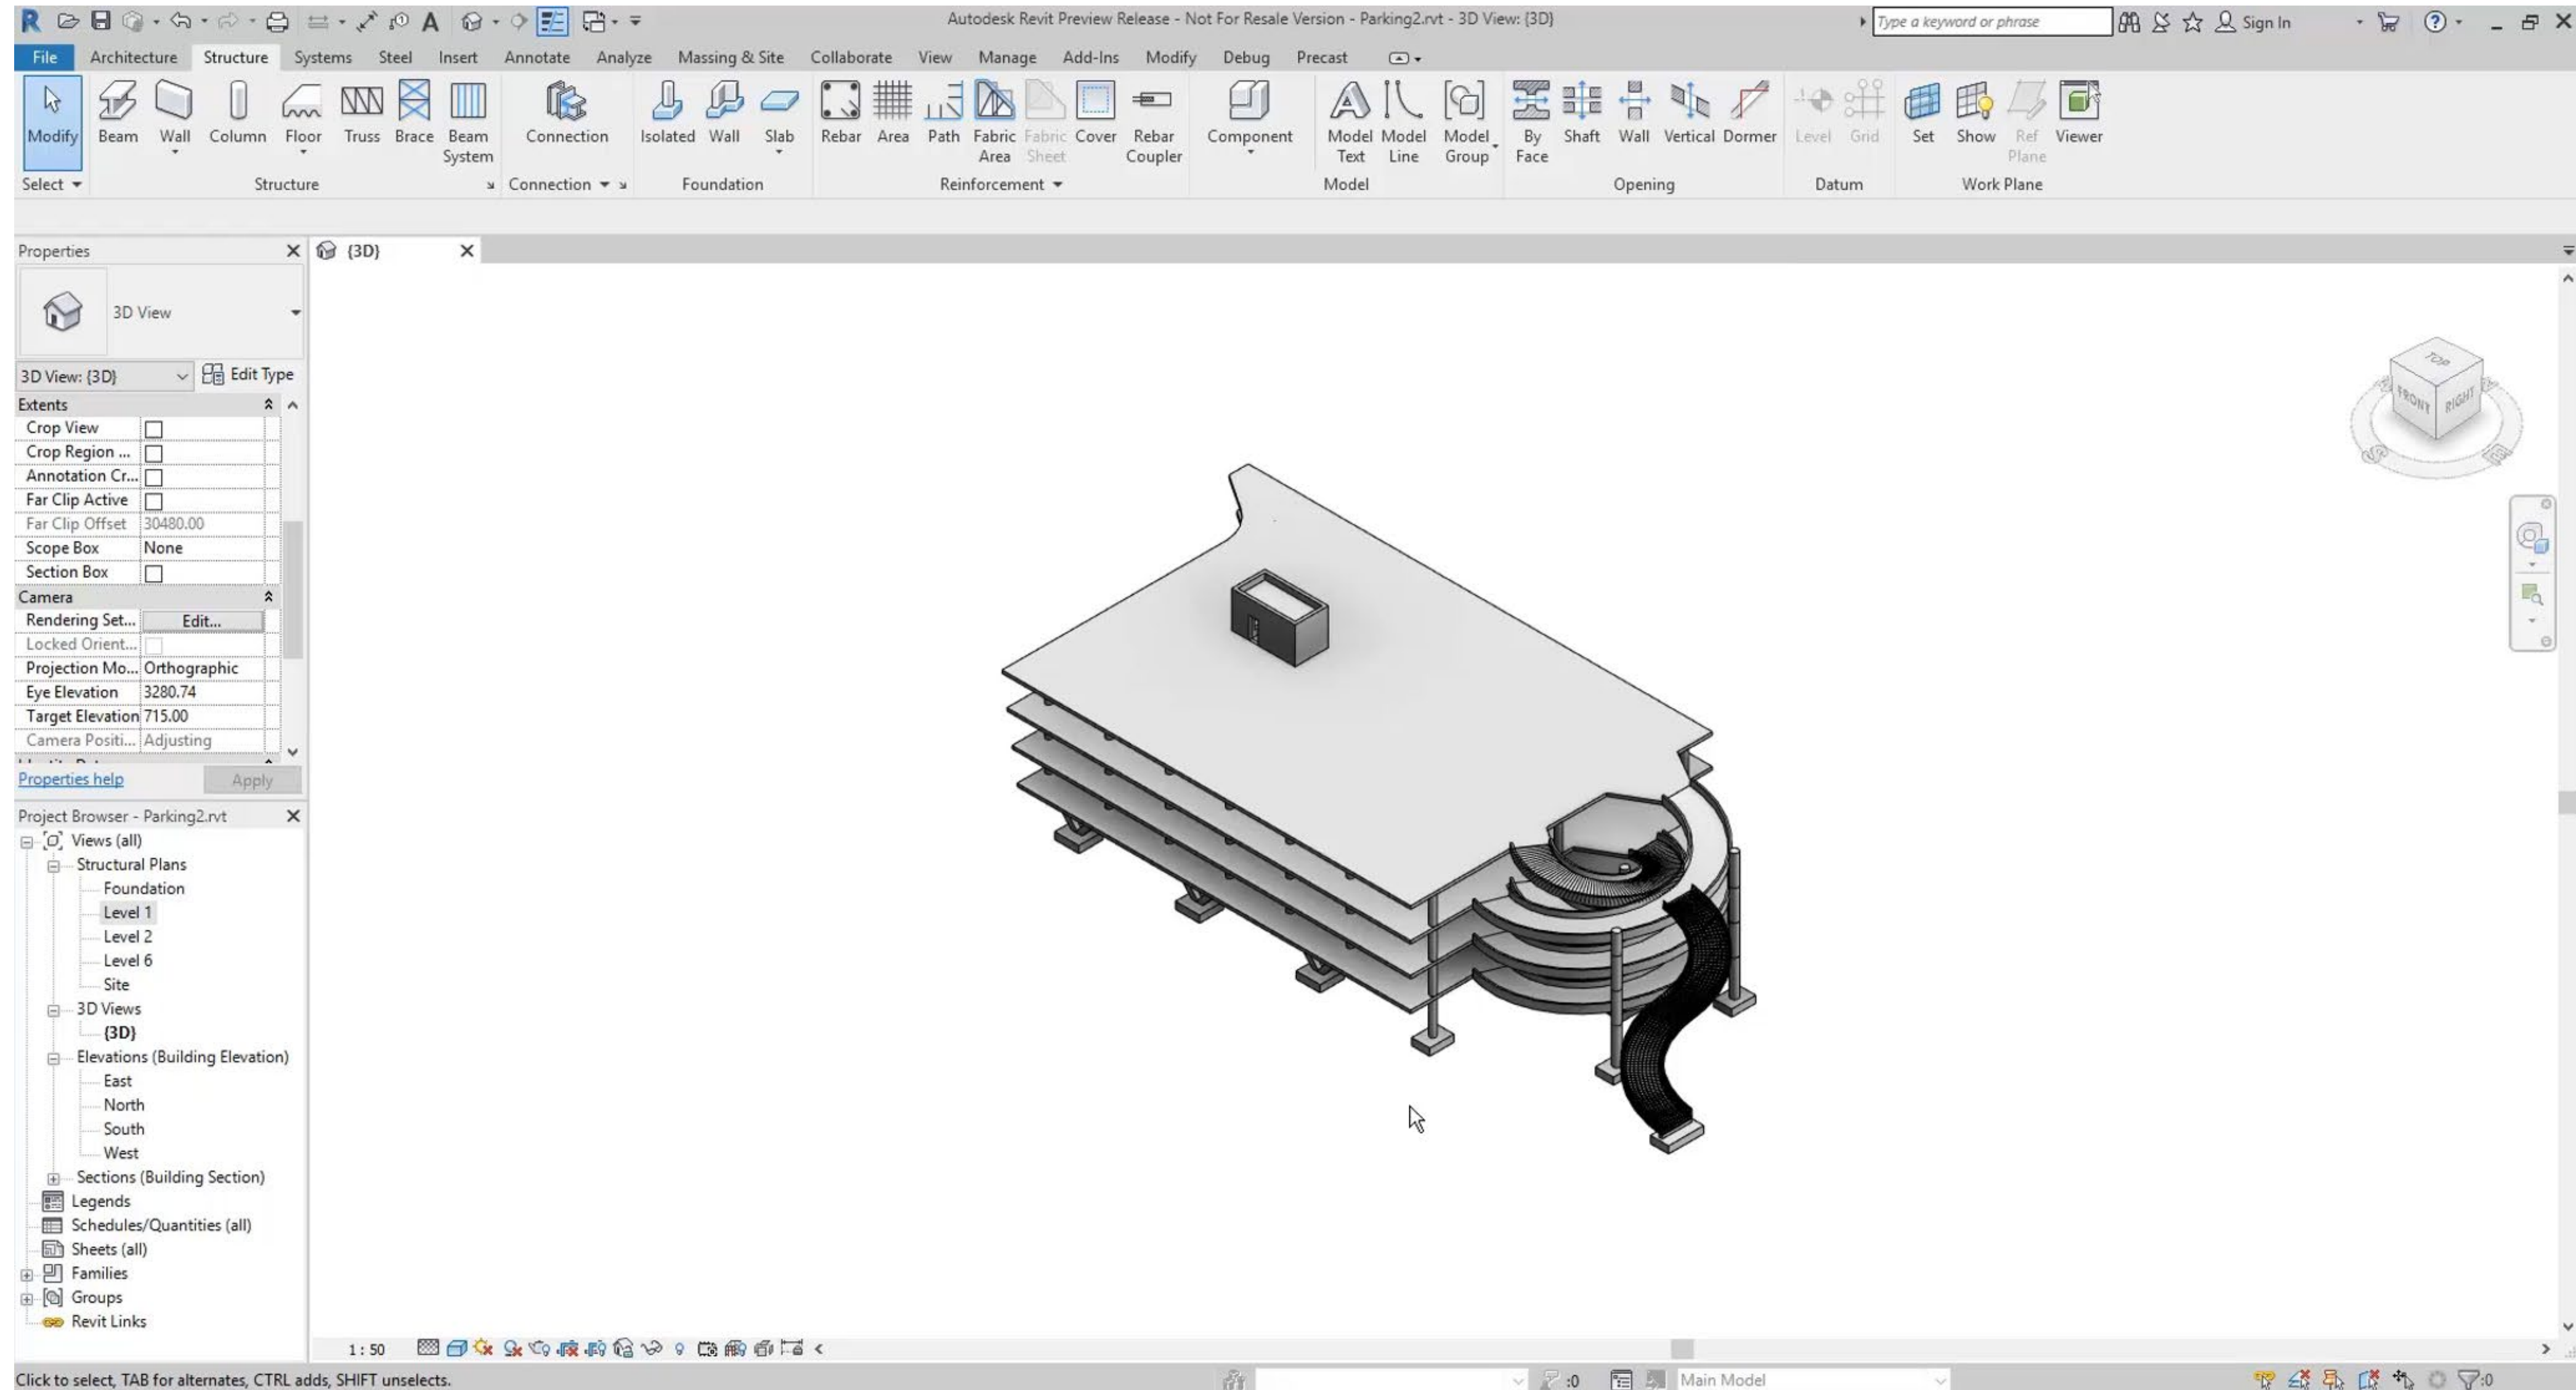 Autodesk Revit Preview Release - Not For Resale Version - Parking2.rvt - 3D View: {3D}
Type a keyword or phrase
Sign In
File Architecture Structure Systems Steel Insert Annotate Analyze Massing & Site Collaborate View Manage Add-Ins Modify Debug Precast
Modify Beam Wall Column Floor Truss Brace Beam System Connection Isolated Wall Slab Rebar Area Path Fabric Area Fabric Sheet Cover Rebar Coupler Component Model Text Model Line Model Group By Face Shaft Wall Vertical Dormer Level Grid Set Show Ref Plane Viewer
Select Structure Connection Foundation Reinforcement Model Opening Datum Work Plane
Properties
{3D}
3D View
3D View: {3D} Edit Type
Extents
Crop View
Crop Region ...
Annotation Cr...
Far Clip Active
Far Clip Offset 30480.00
Scope Box None
Section Box
Camera
Rendering Set... Edit...
Locked Orient...
Projection Mo... Orthographic
Eye Elevation 3280.74
Target Elevation 715.00
Camera Positi... Adjusting
Properties help Apply
Project Browser - Parking2.rvt
Views (all)
Structural Plans
Foundation
Level 1
Level 2
Level 6
Site
3D Views
{3D}
Elevations (Building Elevation)
East
North
South
West
Sections (Building Section)
Legends
Schedules/Quantities (all)
Sheets (all)
Families
Groups
Revit Links
TOP
FRONT
RIGHT
1 : 50
Click to select, TAB for alternates, CTRL adds, SHIFT unselects.
:0
Main Model
:0